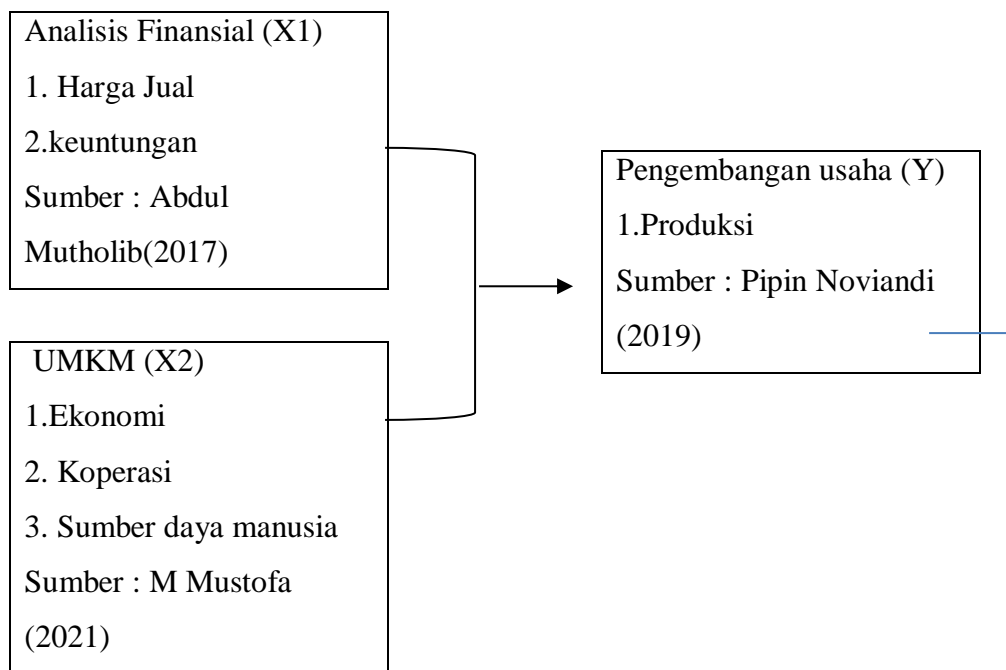 Analisis Finansial (X1)
1. Harga Jual
2.keuntungan
Sumber : Abdul
Mutholib(2017)
Pengembangan usaha (Y)
1.Produksi
Sumber : Pipin Noviandi
(2019)
UMKM (X2)
1.Ekonomi
2. Koperasi
3. Sumber daya manusia
Sumber : M Mustofa
(2021)